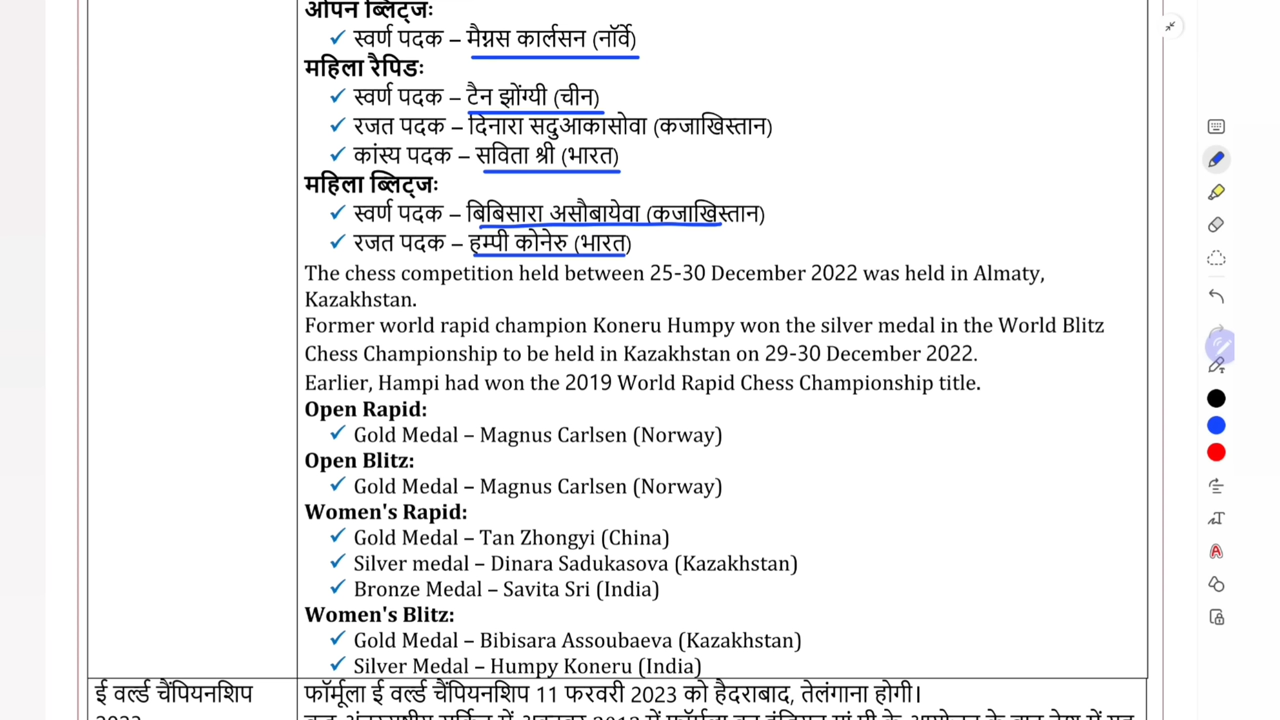 ओपन ब्लिट्जः
✓ स्वर्ण पदक – मैग्नस कार्लसन (नॉर्वे)
महिला रैपिडः
✓ स्वर्ण पदक – टैन झोंग्यी (चीन)
✓ रजत पदक – दिनारा सदुआकासोवा (कजाखिस्तान)
✓ कांस्य पदक – सविता श्री (भारत)
महिला ब्लिट्जः
✓ स्वर्ण पदक – बिबिसारा असौबायेवा (कजाखिस्तान)
✓ रजत पदक – हम्पी कोनेरु (भारत)
The chess competition held between 25-30 December 2022 was held in Almaty,
Kazakhstan.
Former world rapid champion Koneru Humpy won the silver medal in the World Blitz
Chess Championship to be held in Kazakhstan on 29-30 December 2022.
Earlier, Hampi had won the 2019 World Rapid Chess Championship title.
Open Rapid:
✓ Gold Medal – Magnus Carlsen (Norway)
Open Blitz:
✓ Gold Medal – Magnus Carlsen (Norway)
Women's Rapid:
✓ Gold Medal – Tan Zhongyi (China)
✓ Silver medal – Dinara Sadukasova (Kazakhstan)
✓ Bronze Medal – Savita Sri (India)
Women's Blitz:
✓ Gold Medal – Bibisara Assoubaeva (Kazakhstan)
✓ Silver Medal – Humpy Koneru (India)
ई वर्ल्ड चैंपियनशिप
फॉर्मूला ई वर्ल्ड चैंपियनशिप 11 फरवरी 2023 को हैदराबाद, तेलंगाना होगी।